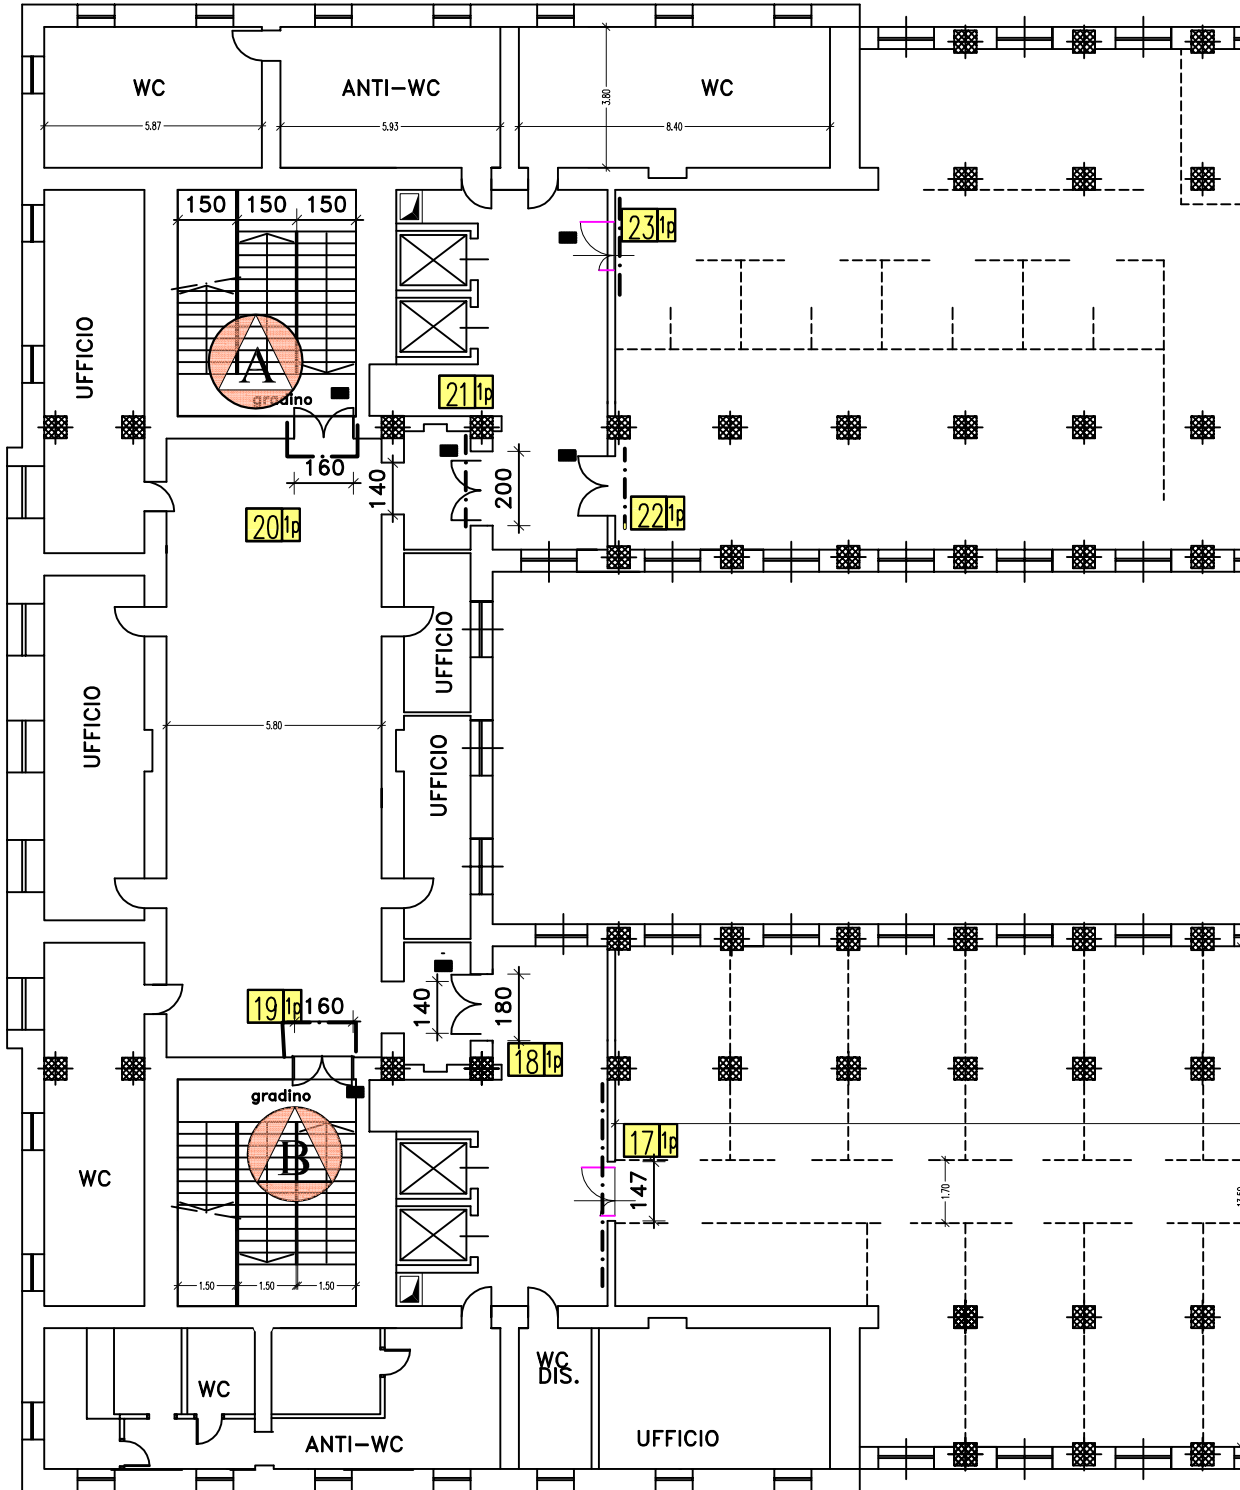 WC
ANTI-WC
WC
5.87
5.93
3.80
8.40
150
150
150
23 1p
UFFICIO
A
gradino
21 1p
160
140
200
20 1p
22 1p
UFFICIO
UFFICIO
5.80
UFFICIO
19 1p
160
140
180
18 1p
gradino
B
17 1p
147
1.70
WC
1.50
1.50
1.50
WC
WC
DIS.
ANTI-WC
UFFICIO